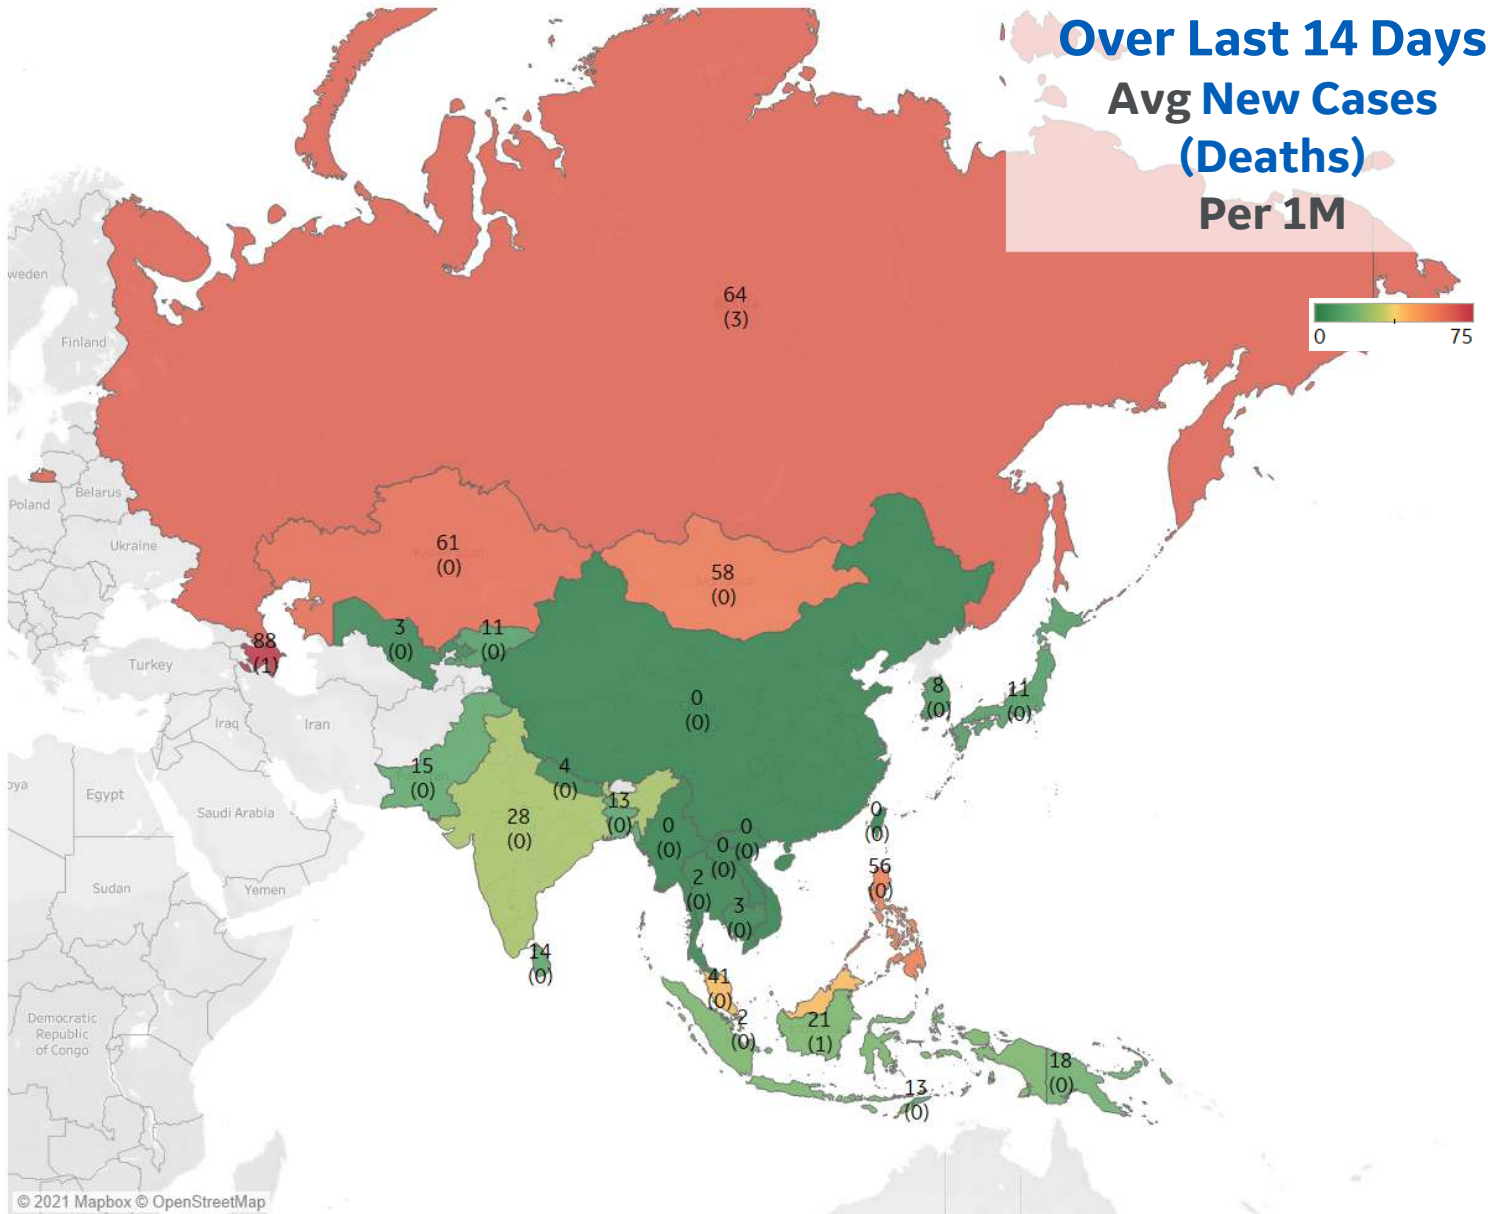 Over Last 14 Days
Avg New Cases
(Deaths)
Per 1M
0 75
weden
Finland
64
(3)
Poland
Belarus
Ukraine
61
(0)
58
(0)
88
(1)
3
(0)
11
(0)
Turkey
Iraq
Iran
0
(0)
8
(0)
11
(0)
15
(0)
4
(0)
oya
Egypt
Saudi Arabia
28
(0)
13
(0)
0
(0)
0
(0)
0
(0)
0
(0)
Sudan
Yemen
2
(0)
56
(0)
3
(0)
14
(0)
41
(0)
2
(0)
21
(1)
Democratic
Republic
of Congo
18
(0)
13
(0)
© 2021 Mapbox © OpenStreetMap